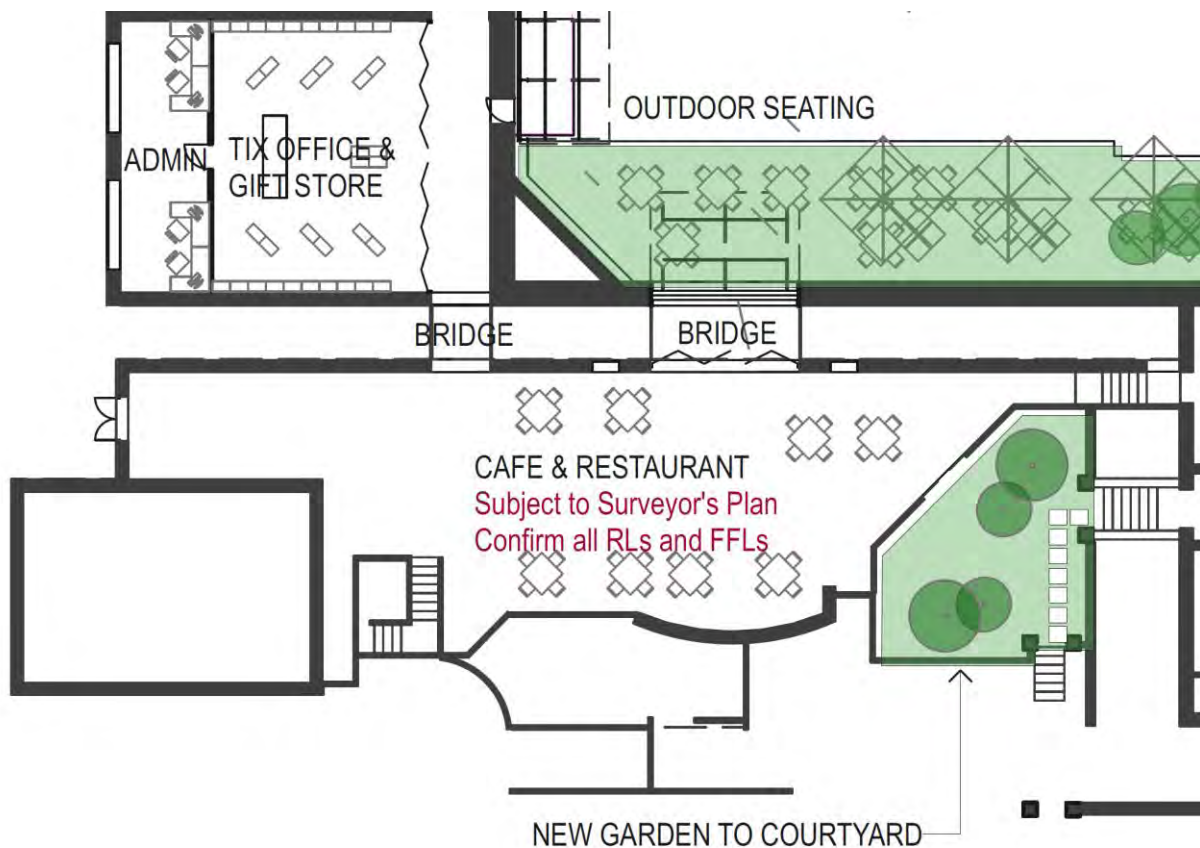 OUTDOOR SEATING
ADMIN
TIX OFFICE &
GIFT STORE
BRIDGE
BRIDGE
CAFE & RESTAURANT
Subject to Surveyor's Plan
Confirm all RLs and FFLs
NEW GARDEN TO COURTYARD